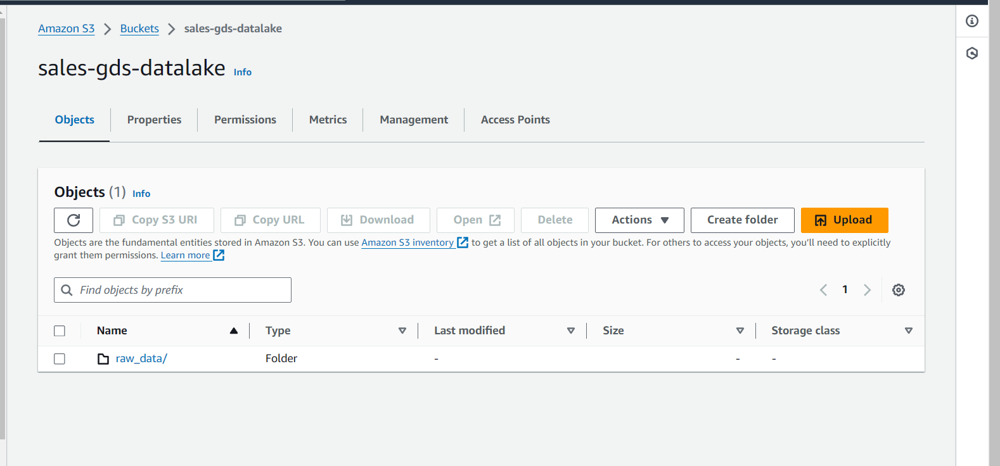 Amazon S3 > Buckets > sales-gds-datalake
sales-gds-datalake Info
Objects Properties Permissions Metrics Management Access Points
Objects (1) Info
Copy S3 URI Copy URL Download Open Delete Actions Create folder Upload
Objects are the fundamental entities stored in Amazon S3. You can use Amazon S3 inventory to get a list of all objects in your bucket. For others to access your objects, you'll need to explicitly
grant them permissions. Learn more
Find objects by prefix 1
Name Type Last modified Size Storage class
raw_data/ Folder - - -